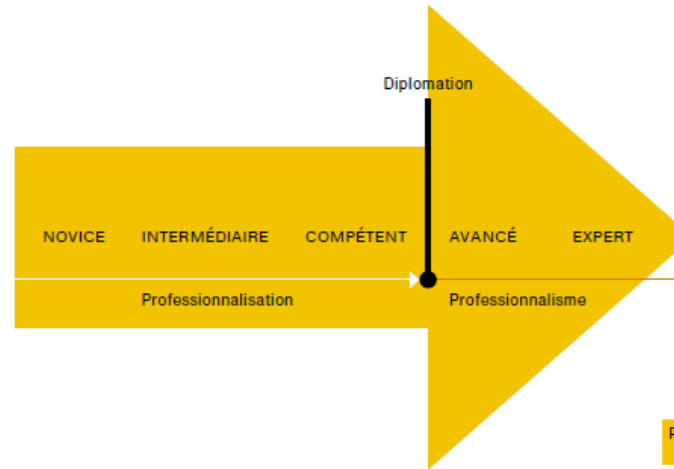 Diplomation
NOVICE INTERMÉDIAIRE COMPÉTENT AVANCÉ EXPERT
Professionnalisation Professionnalisme